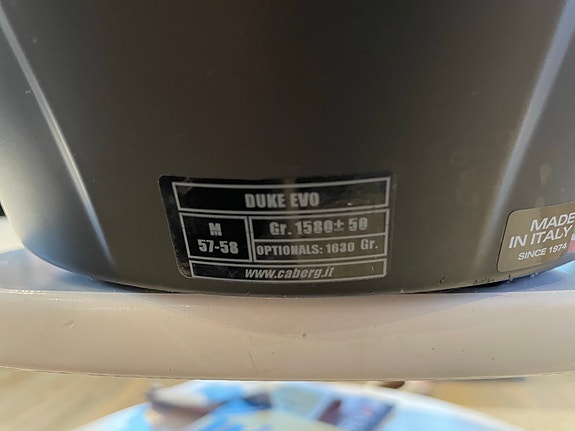 DUKE EVO
M
57-58
Gr. 1580± 50
OPTIONALS: 1630 Gr.
www.caberg.it
MADE
IN ITALY
SINCE 1974